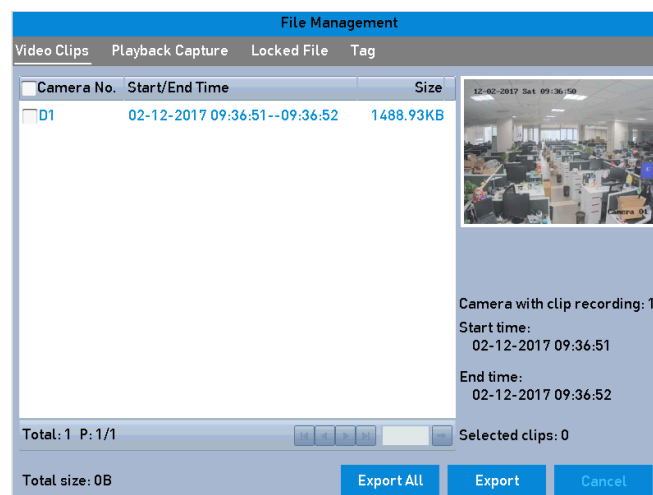 File Management
Video Clips Playback Capture Locked File Tag
Camera No. Start/End Time Size
D1 02-12-2017 09:36:51--09:36:52 1488.93KB
12-02-2017 Sat 09:36:50
Camera 01
Camera with clip recording: 1
Start time:
02-12-2017 09:36:51
End time:
02-12-2017 09:36:52
Total: 1 P: 1/1
Selected clips: 0
Total size: 0B
Export All Export Cancel